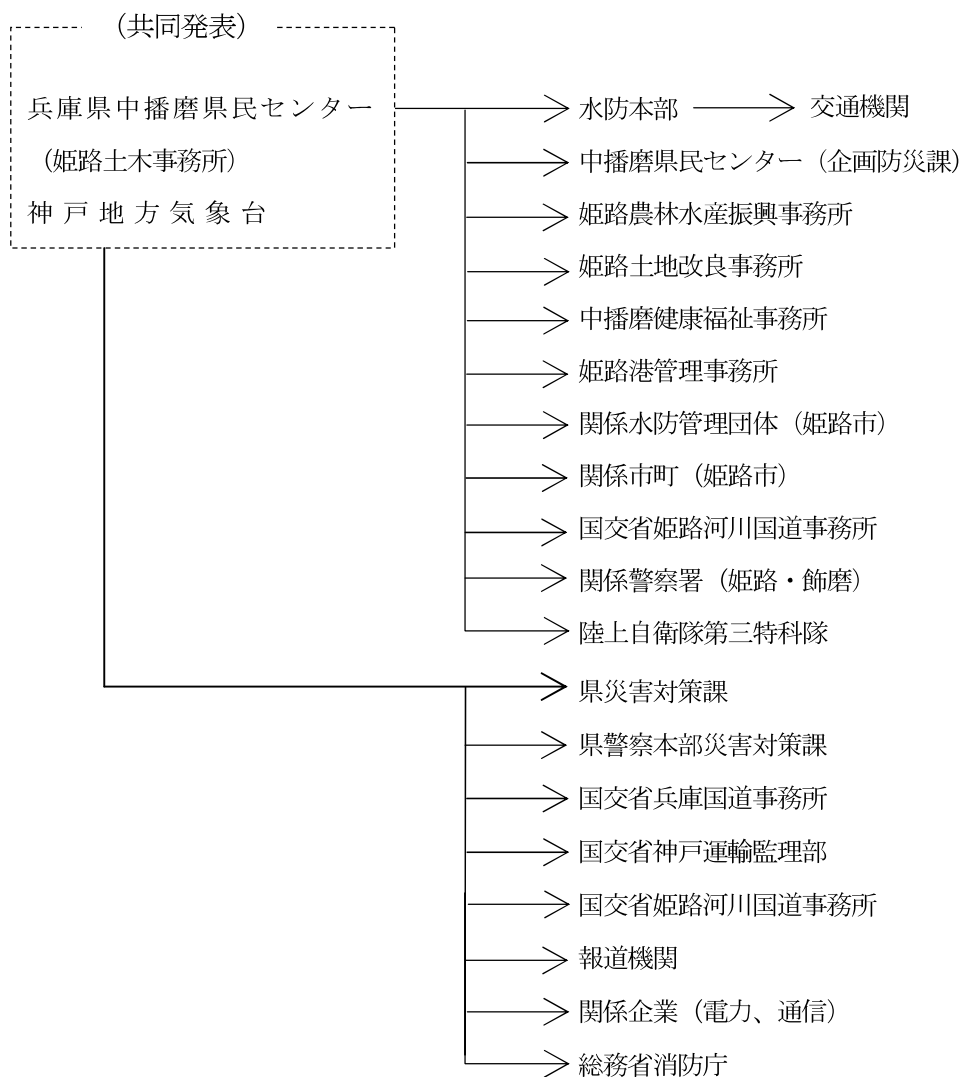 （共同発表）
兵庫県中播磨県民センター
（姫路土木事務所）
神戸地方気象台
水防本部
交通機関
中播磨県民センター（企画防災課）
姫路農林水産振興事務所
姫路土地改良事務所
中播磨健康福祉事務所
姫路港管理事務所
関係水防管理団体（姫路市）
関係市町（姫路市）
国交省姫路河川国道事務所
関係警察署（姫路・飾磨）
陸上自衛隊第三特科隊
県災害対策課
県警察本部災害対策課
国交省兵庫国道事務所
国交省神戸運輸監理部
国交省姫路河川国道事務所
報道機関
関係企業（電力、通信）
総務省消防庁